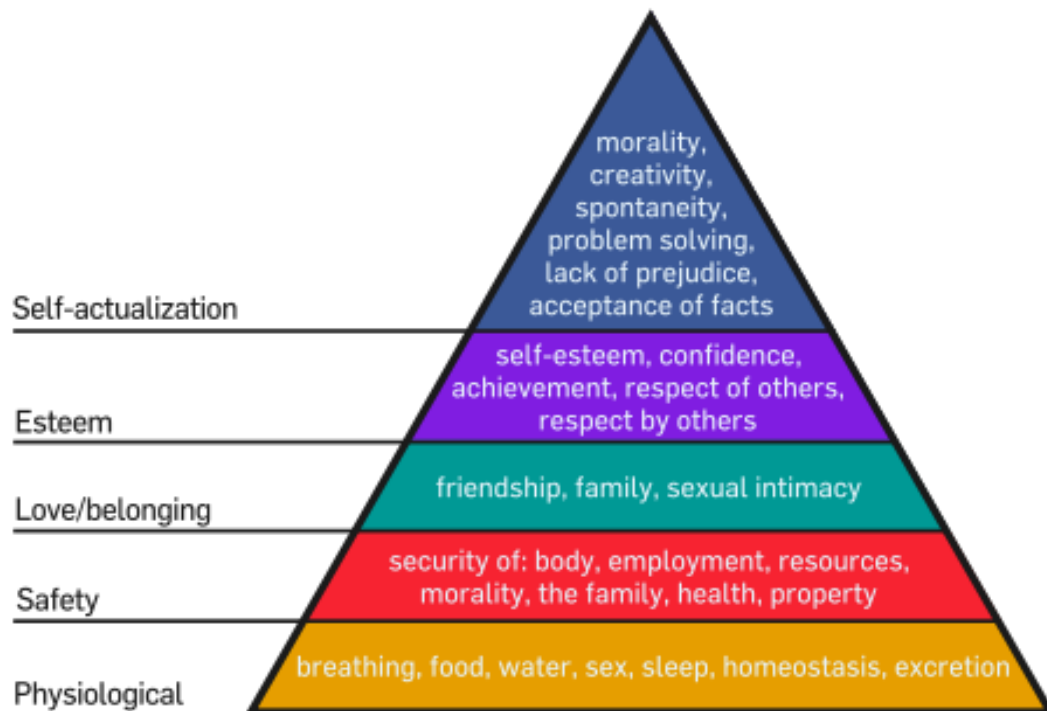 morality,
creativity,
spontaneity,
problem solving,
lack of prejudice,
acceptance of facts
Self-actualization
self-esteem, confidence,
achievement, respect of others,
respect by others
Esteem
friendship, family, sexual intimacy
Love/belonging
security of: body, employment, resources,
morality, the family, health, property
Safety
breathing, food, water, sex, sleep, homeostasis, excretion
Physiological